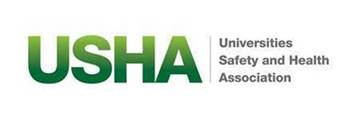 USHA
Universities
Safety and Health
Association